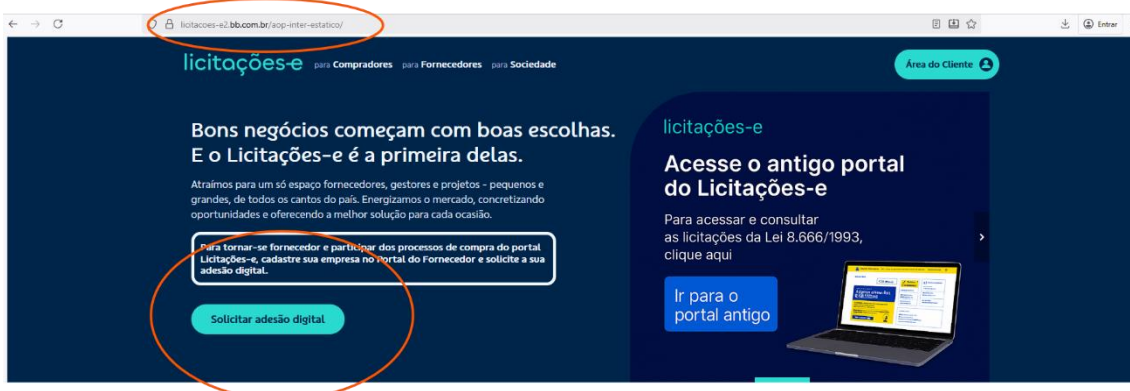 licitacoes-e2.bb.com.br/aop-inter-estatico/
Entrar
licitações-e para Compradores para Fornecedores para Sociedade
Área do Cliente
Bons negócios começam com boas escolhas.
E o Licitações-e é a primeira delas.
Atraímos para um só espaço fornecedores, gestores e projetos - pequenos e
grandes, de todos os cantos do país. Energizamos o mercado, concretizando
oportunidades e oferecendo a melhor solução para cada ocasião.
Para tornar-se fornecedor e participar dos processos de compra do portal
Licitações-e, cadastre sua empresa no Portal do Fornecedor e solicite a sua
adesão digital.
Solicitar adesão digital
licitações-e
Acesse o antigo portal
do Licitações-e
Para acessar e consultar
as licitações da Lei 8.666/1993,
clique aqui
Ir para o
portal antigo